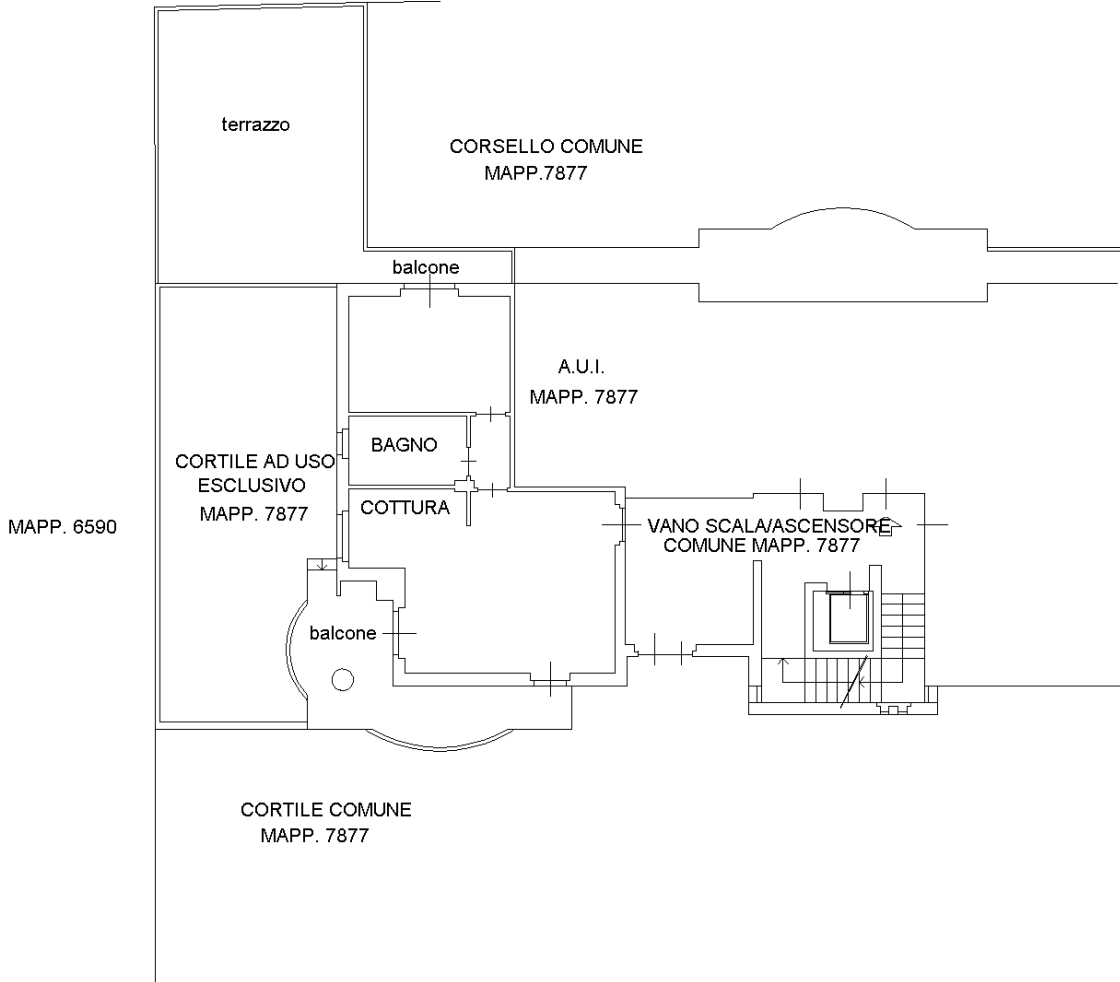 terrazzo
CORSELLO COMUNE
MAPP.7877
balcone
A.U.I.
MAPP. 7877
BAGNO
CORTILE AD USO
ESCLUSIVO
MAPP. 7877
COTTURA
MAPP. 6590
VANO SCALA/ASCENSORE
COMUNE MAPP. 7877
balcone
CORTILE COMUNE
MAPP. 7877